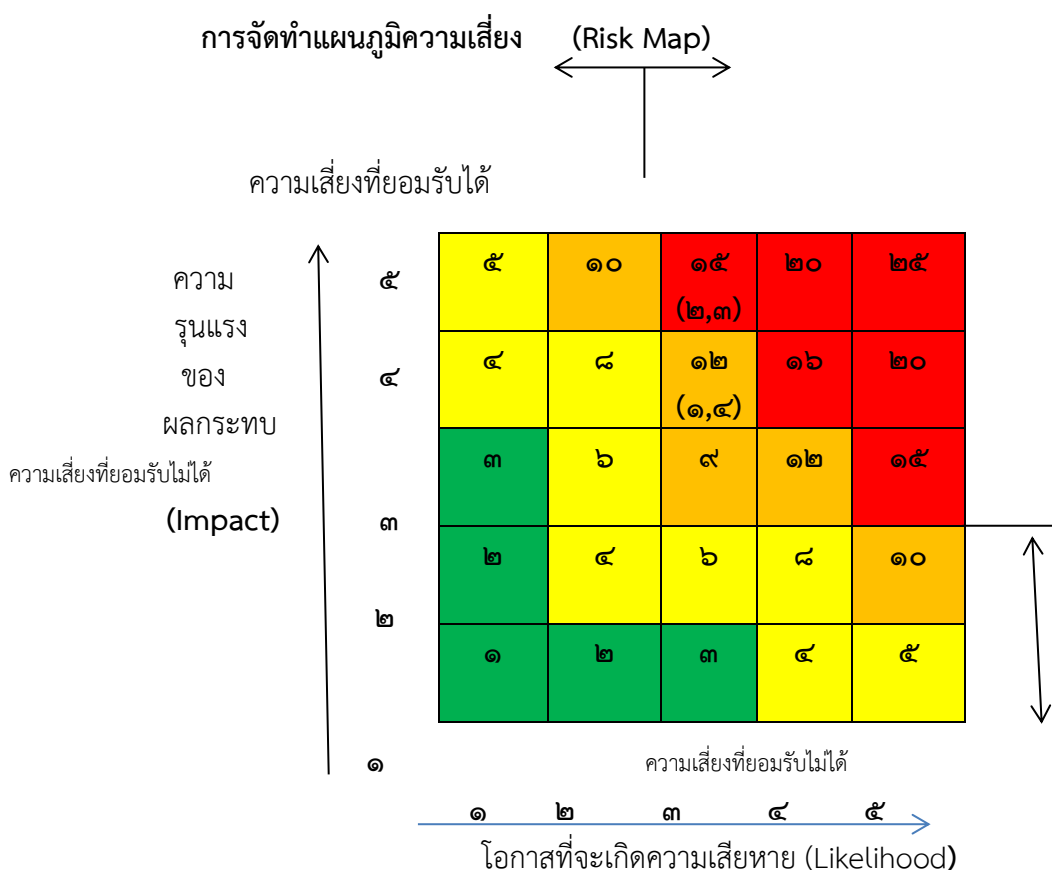 การจัดทำแผนภูมิความเสี่ยง (Risk Map)
ความเสี่ยงที่ยอมรับได้
ความ
รุนแรง
ของ
ผลกระทบ
ความเสี่ยงที่ยอมรับไม่ได้
(Impact)
๕
๔
๓
๒
๑
๕ ๑๐ ๑๕ ๒๐ ๒๕
(๒,๓)
๔ ๘ ๑๒ ๑๖ ๒๐
(๑,๔)
๓ ๖ ๙ ๑๒ ๑๕
๒ ๔ ๖ ๘ ๑๐
๑ ๒ ๓ ๔ ๕
ความเสี่ยงที่ยอมรับไม่ได้
๑ ๒ ๓ ๔ ๕
โอกาสที่จะเกิดความเสียหาย (Likelihood)